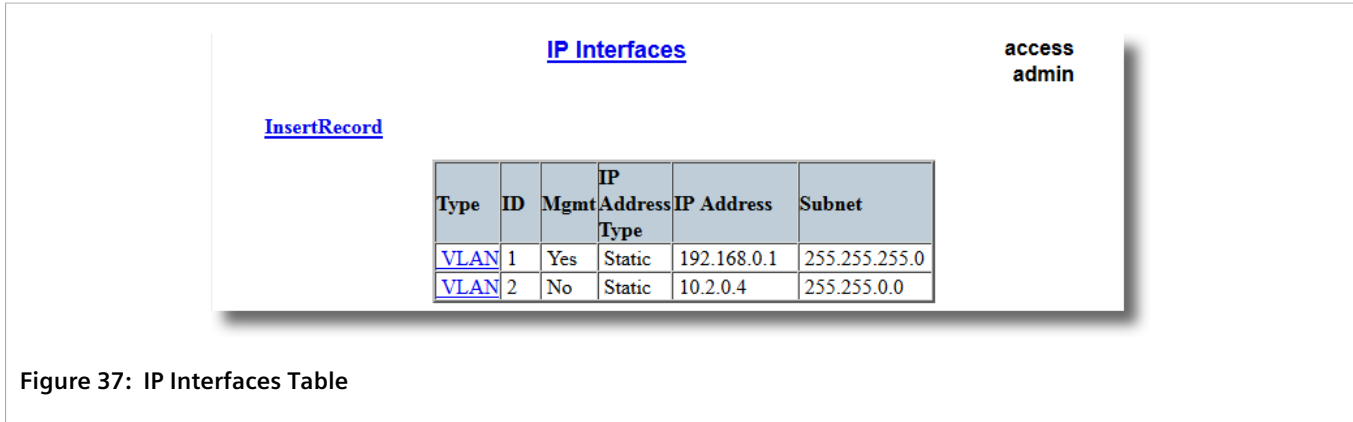 IP Interfaces
access
admin
InsertRecord
Type ID Mgmt IP Address Type IP Address Subnet
VLAN 1 Yes Static 192.168.0.1 255.255.255.0
VLAN 2 No Static 10.2.0.4 255.255.0.0
Figure 37: IP Interfaces Table